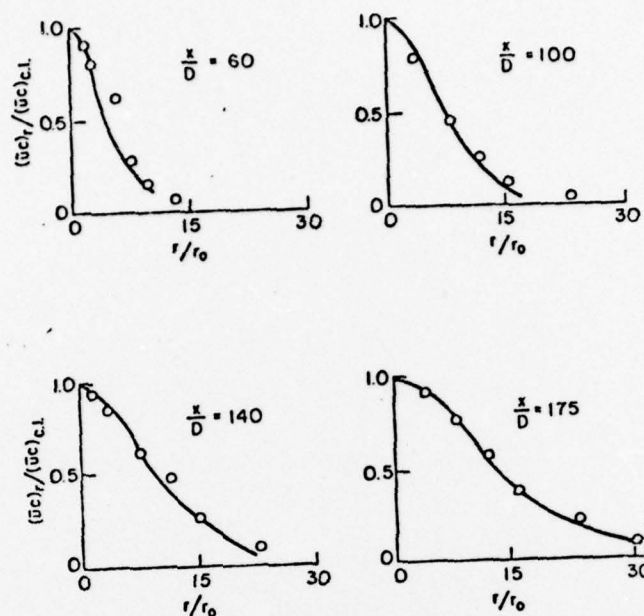 (ūc)r/(ūc)c.l.
1.0
0.5
0
0
15
30
r/r₀
x/D = 60
1.0
0.5
0
0
15
30
r/r₀
x/D = 100
(ūc)r/(ūc)c.l.
1.0
0.5
0
0
15
30
r/r₀
x/D = 140
1.0
0.5
0
0
15
30
r/r₀
x/D = 175